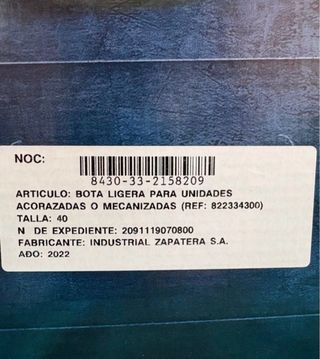 NOC:
8430-33-2158209
ARTICULO: BOTA LIGERA PARA UNIDADES
ACORAZADAS O MECANIZADAS (REF: 822334300)
TALLA: 40
N DE EXPEDIENTE: 2091119070800
FABRICANTE: INDUSTRIAL ZAPATERA S.A.
AÐO: 2022